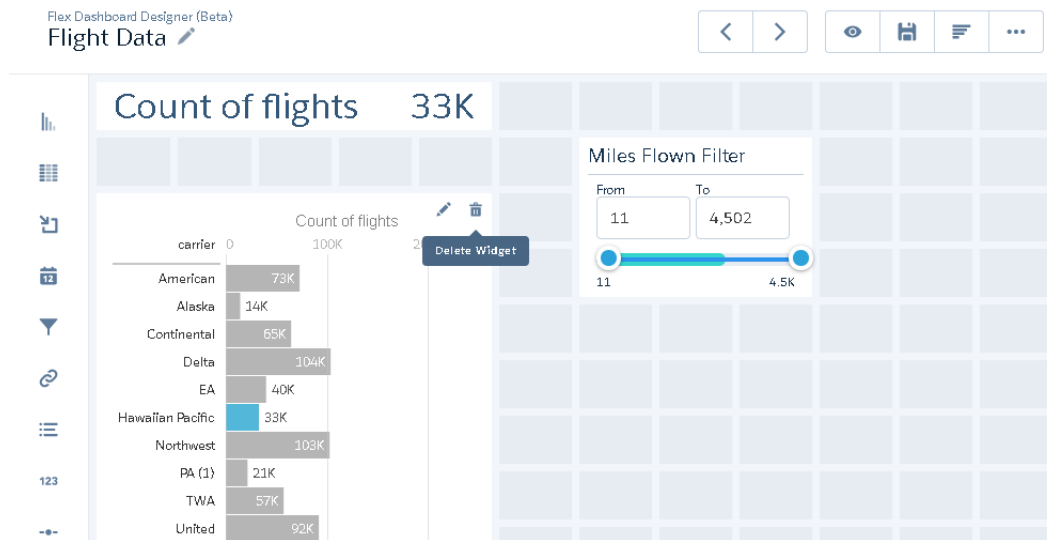 Flex Dashboard Designer (Beta)
Flight Data
Count of flights 33K
Miles Flown Filter
From To
11 4,502
11 4.5K
Count of flights
Delete Widget
carrier 0 100K
American 73K
Alaska 14K
Continental 65K
Delta 104K
EA 40K
Hawaiian Pacific 33K
Northwest 103K
PA (1) 21K
TWA 57K
United 92K
12
123